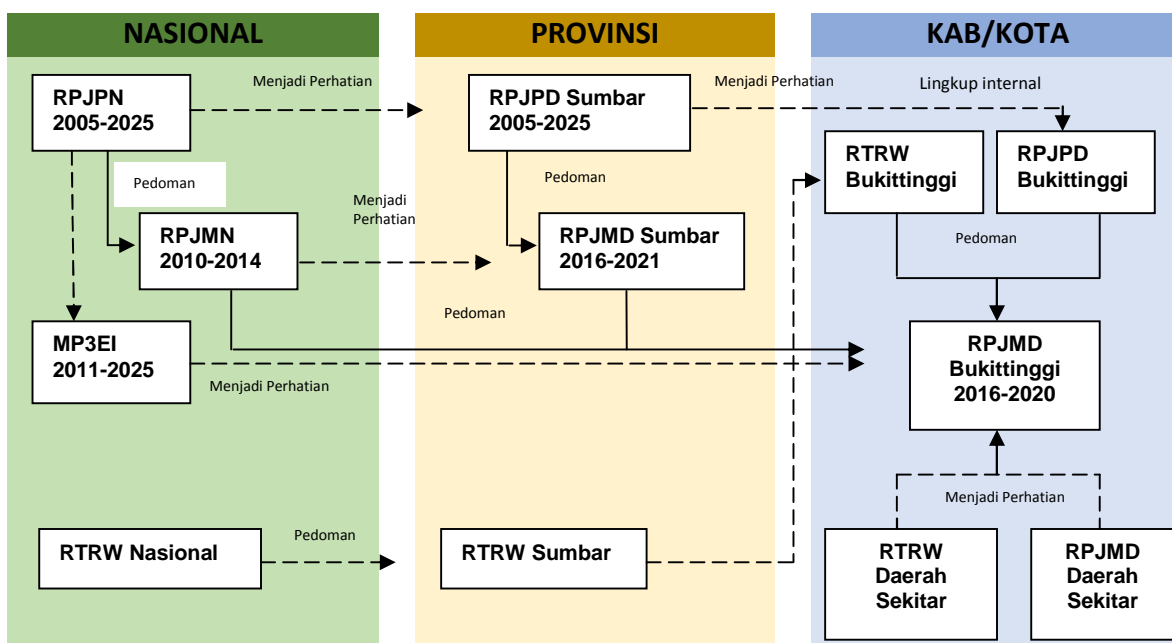 NASIONAL
PROVINSI
KAB/KOTA
RPJPN
2005-2025
Menjadi Perhatian
RPJPD Sumbar
2005-2025
Menjadi Perhatian
Lingkup internal
RTRW
Bukittinggi
RPJPD
Bukittinggi
Pedoman
Pedoman
Menjadi
Perhatian
RPJMN
2010-2014
RPJMD Sumbar
2016-2021
Pedoman
Pedoman
MP3EI
2011-2025
Menjadi Perhatian
RPJMD
Bukittinggi
2016-2020
Menjadi Perhatian
RTRW Nasional
Pedoman
RTRW Sumbar
RTRW
Daerah
Sekitar
RPJMD
Daerah
Sekitar